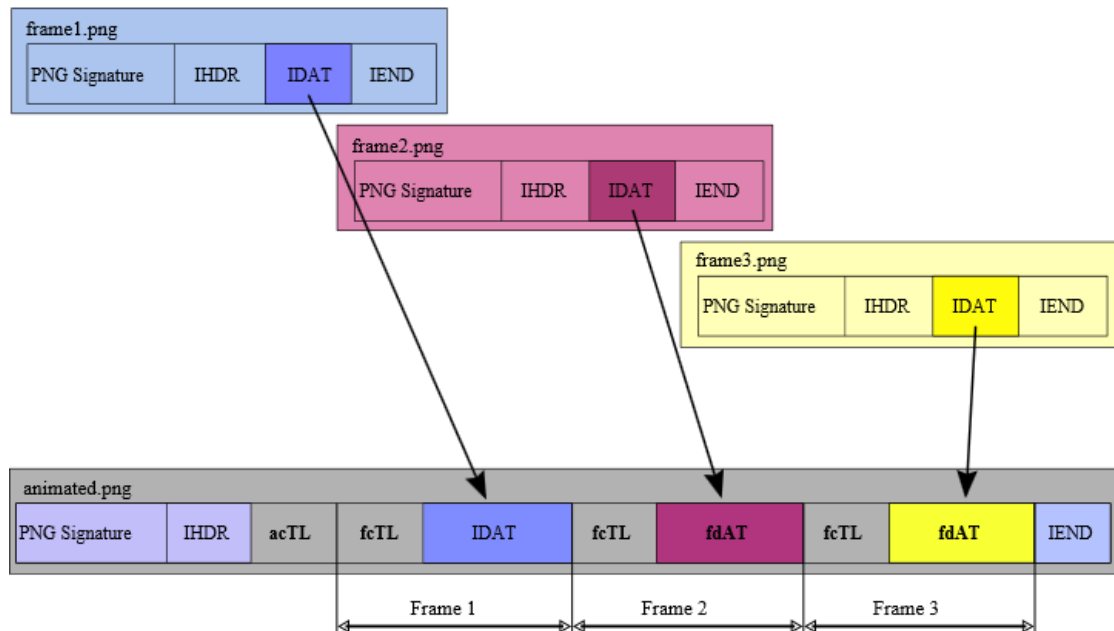 frame1.png
PNG Signature IHDR IDAT IEND
frame2.png
PNG Signature IHDR IDAT IEND
frame3.png
PNG Signature IHDR IDAT IEND
animated.png
PNG Signature IHDR acTL fcTL IDAT fcTL fdAT fcTL fdAT IEND
Frame 1 Frame 2 Frame 3